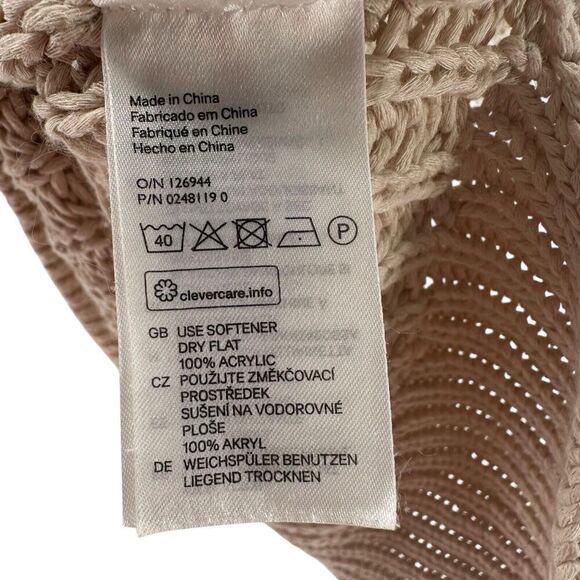 Made in China
Fabricado em China
Fabriqué en Chine
Hecho en China
O/N 126944
P/N 0248119 0
40 P
clevercare.info
GB USE SOFTENER
DRY FLAT
100% ACRYLIC
CZ POUŽIJTE ZMĚKČOVACÍ
PROSTŘEDEK
SUŠENÍ NA VODOROVNÉ
PLOŠE
100% AKRYL
DE WEICHSPÜLER BENUTZEN
LIEGEND TROCKNEN